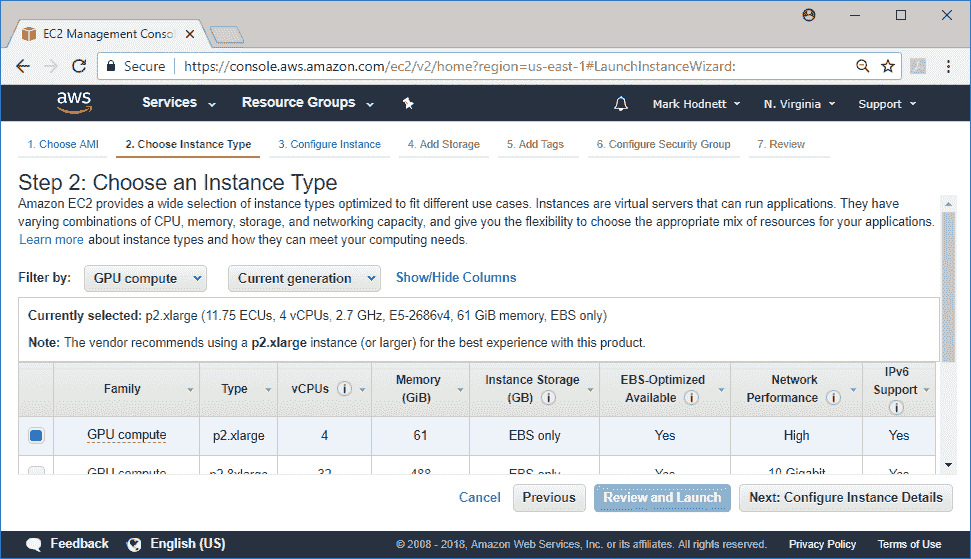 EC2 Management Conso
Secure
https://console.aws.amazon.com/ec2/v2/home?region=us-east-1#LaunchInstanceWizard:
aws
Services
Resource Groups
Mark Hodnett
N. Virginia
Support
1. Choose AMI
2. Choose Instance Type
3. Configure Instance
4. Add Storage
5. Add Tags
6. Configure Security Group
7. Review
Step 2: Choose an Instance Type
Amazon EC2 provides a wide selection of instance types optimized to fit different use cases. Instances are virtual servers that can run applications. They have
varying combinations of CPU, memory, storage, and networking capacity, and give you the flexibility to choose the appropriate mix of resources for your applications.
Learn more about instance types and how they can meet your computing needs.
Filter by:
GPU compute
Current generation
Show/Hide Columns
Currently selected: p2.xlarge (11.75 ECUs, 4 vCPUs, 2.7 GHz, E5-2686v4, 61 GiB memory, EBS only)
Note: The vendor recommends using a p2.xlarge instance (or larger) for the best experience with this product.
Family
Type
vCPUs
Memory
(GiB)
Instance Storage
(GB)
EBS-Optimized
Available
Network
Performance
IPv6
Support
GPU compute
p2.xlarge
4
61
EBS only
Yes
High
Yes
GPU compute
p2.8xlarge
32
488
EBS only
Yes
10 Gigabit
Yes
Cancel
Previous
Review and Launch
Next: Configure Instance Details
Feedback
English (US)
© 2008 - 2018, Amazon Web Services, Inc. or its affiliates. All rights reserved.
Privacy Policy
Terms of Use